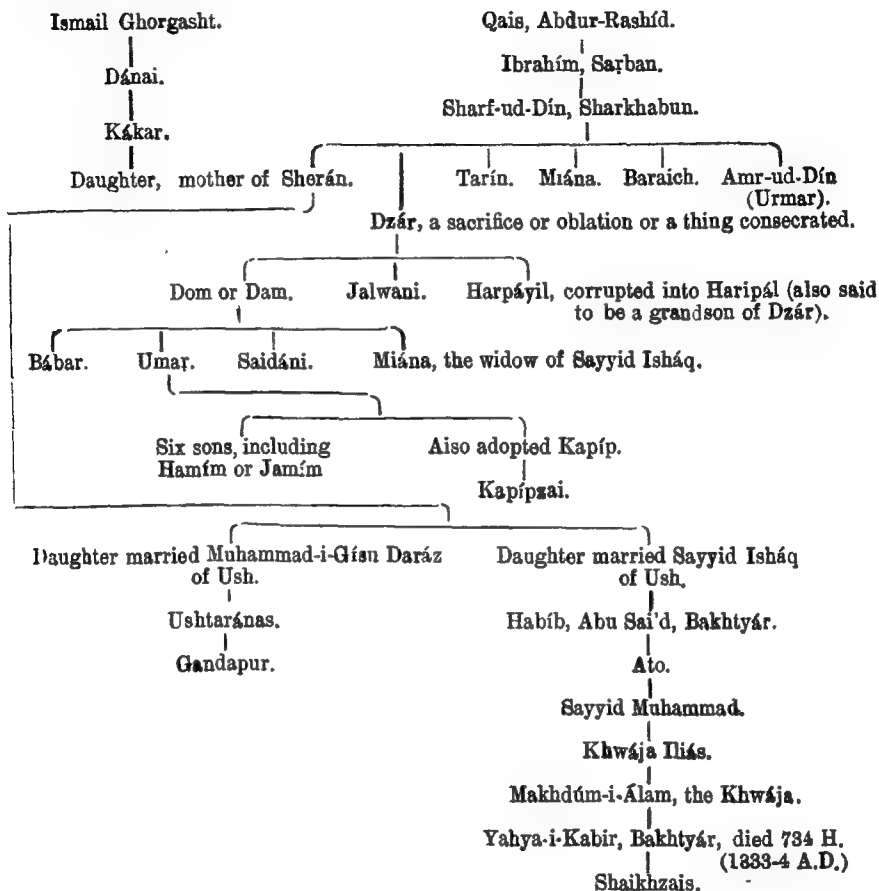 Ismail Ghorgasht. Qais, Abdur-Rashíd.
Ibrahím, Saṛban.
Dánai.
Sharf-ud-Dín, Sharkhabun.
Kákar.
Daughter, mother of Sherán. Tarín. Miána. Baraich. Amr-ud-Dín
(Urmar).
Dzár, a sacrifice or oblation or a thing consecrated.
Dom or Dam. Jalwani. Harpáyil, corrupted into Haripál (also said
to be a grandson of Dzár).
Bábar. Umaṛ. Saidáni. Miána, the widow of Sayyid Isháq.
Six sons, including Also adopted Kapíp.
Hamím or Jamím
Kapípzai.
Daughter married Muhammad-i-Gísu Daráz Daughter married Sayyid Isháq
of Ush. of Ush.
Ushtaránas. Habíb, Abu Sai'd, Bakhtyár.
Gandapur. Ato.
Sayyid Muhammad.
Khwája Iliás.
Makhdúm-i-Álam, the Khwája.
Yahya-i-Kabir, Bakhtyár, died 734 H.
(1333-4 A.D.)
Shaikhzais.